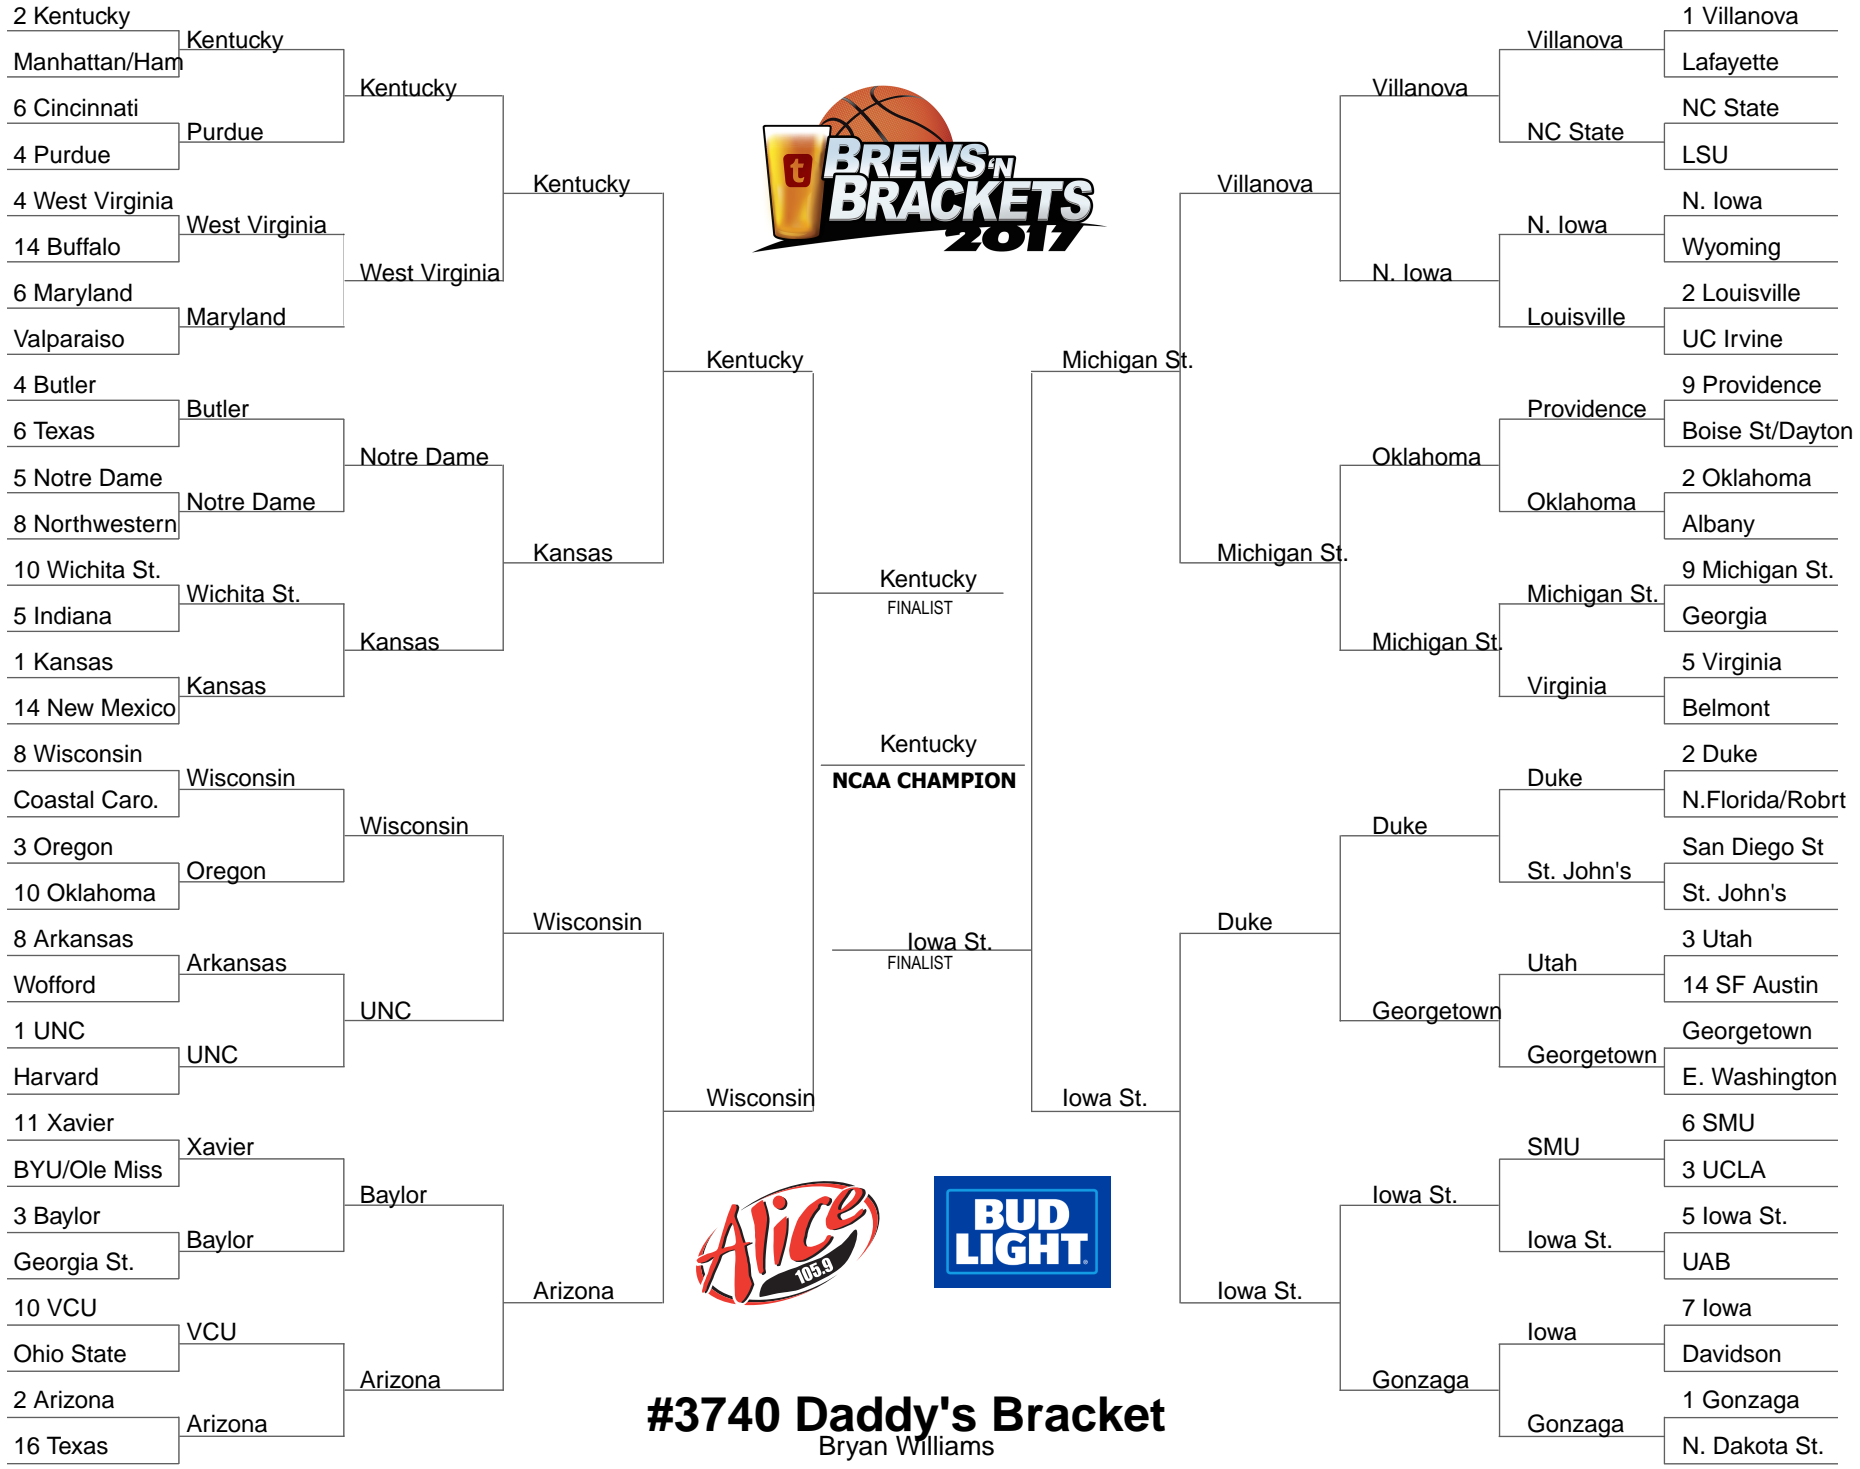 2 Kentucky
Manhattan/Ham
6 Cincinnati
4 Purdue
4 West Virginia
14 Buffalo
6 Maryland
Valparaiso
4 Butler
6 Texas
5 Notre Dame
8 Northwestern
10 Wichita St.
5 Indiana
1 Kansas
14 New Mexico
8 Wisconsin
Coastal Caro.
3 Oregon
10 Oklahoma
8 Arkansas
Wofford
1 UNC
Harvard
11 Xavier
BYU/Ole Miss
3 Baylor
Georgia St.
10 VCU
Ohio State
2 Arizona
16 Texas
Kentucky
Purdue
West Virginia
Maryland
Butler
Notre Dame
Wichita St.
Kansas
Wisconsin
Oregon
Arkansas
UNC
Xavier
Baylor
VCU
Arizona
Kentucky
West Virginia
Notre Dame
Kansas
Wisconsin
UNC
Baylor
Arizona
Kentucky
Kansas
Wisconsin
Arizona
Kentucky
Wisconsin
t
BREWS 'N
BRACKETS
2017
Kentucky
FINALIST
Kentucky
NCAA CHAMPION
Iowa St.
FINALIST
Alice
105.9
BUD
LIGHT
#3740 Daddy's Bracket
Bryan Williams
Michigan St.
Iowa St.
Villanova
Michigan St.
Duke
Iowa St.
Villanova
N. Iowa
Oklahoma
Michigan St.
Duke
Georgetown
Iowa St.
Gonzaga
Villanova
NC State
N. Iowa
Louisville
Providence
Oklahoma
Michigan St.
Virginia
Duke
St. John's
Utah
Georgetown
SMU
Iowa St.
Iowa
Gonzaga
1 Villanova
Lafayette
NC State
LSU
N. Iowa
Wyoming
2 Louisville
UC Irvine
9 Providence
Boise St/Dayton
2 Oklahoma
Albany
9 Michigan St.
Georgia
5 Virginia
Belmont
2 Duke
N.Florida/Robrt
San Diego St
St. John's
3 Utah
14 SF Austin
Georgetown
E. Washington
6 SMU
3 UCLA
5 Iowa St.
UAB
7 Iowa
Davidson
1 Gonzaga
N. Dakota St.